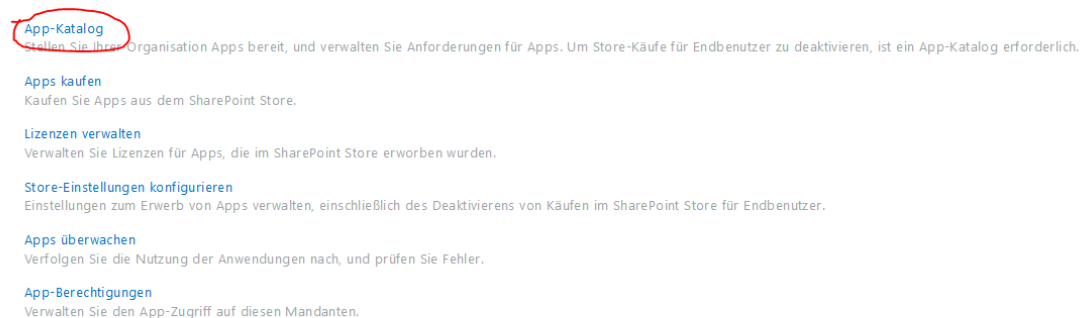 App-Katalog
Stellen Sie Ihrer Organisation Apps bereit, und verwalten Sie Anforderungen für Apps. Um Store-Käufe für Endbenutzer zu deaktivieren, ist ein App-Katalog erforderlich.
Apps kaufen
Kaufen Sie Apps aus dem SharePoint Store.
Lizenzen verwalten
Verwalten Sie Lizenzen für Apps, die im SharePoint Store erworben wurden.
Store-Einstellungen konfigurieren
Einstellungen zum Erwerb von Apps verwalten, einschließlich des Deaktivierens von Käufen im SharePoint Store für Endbenutzer.
Apps überwachen
Verfolgen Sie die Nutzung der Anwendungen nach, und prüfen Sie Fehler.
App-Berechtigungen
Verwalten Sie den App-Zugriff auf diesen Mandanten.